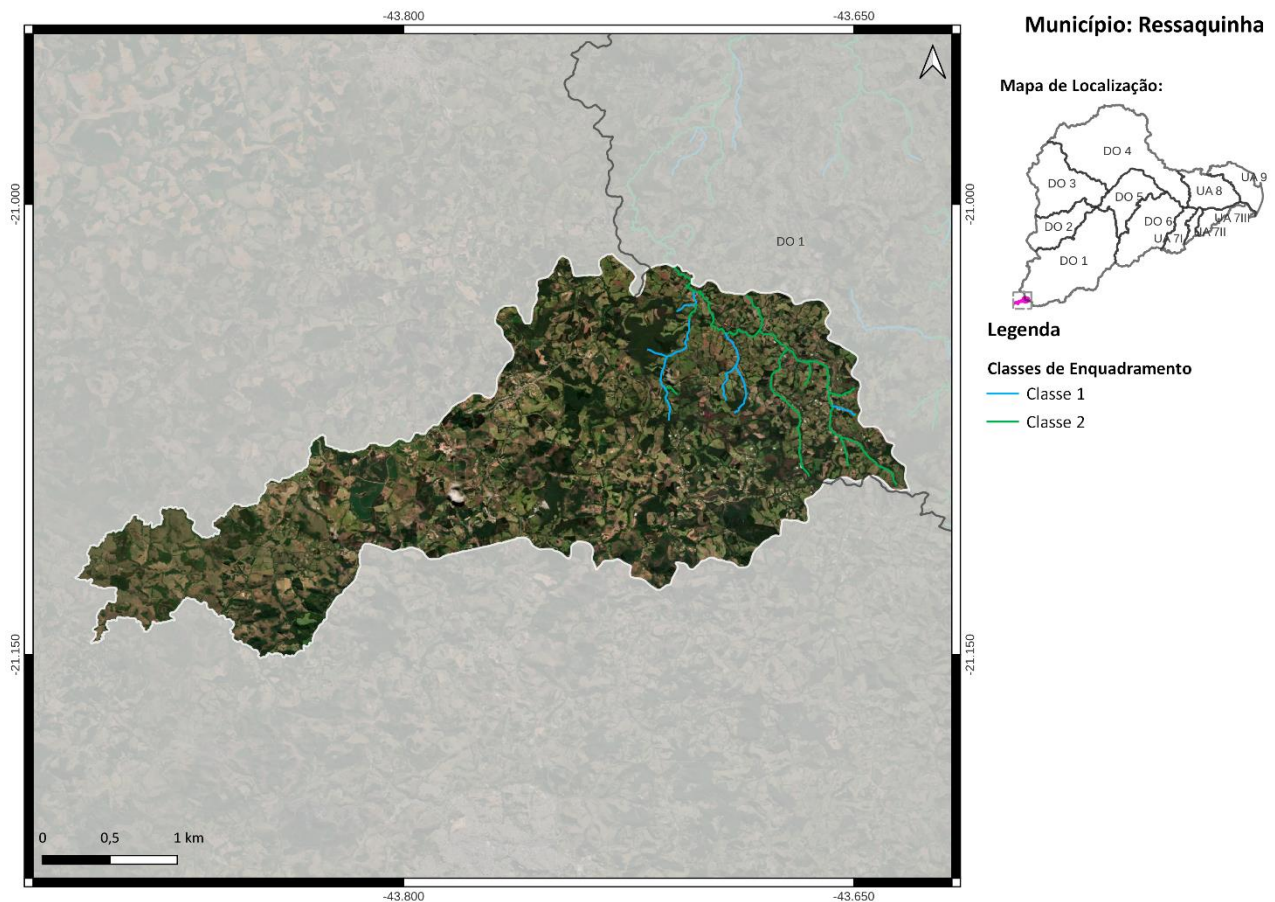 Município: Ressaquinha
-43.800
-43.650
-21.000
-21.000
DO 1
Mapa de Localização:
DO 4
DO 3
DO 5
UA 8
UA 9
DO 2
DO 6
UA 7III
UA 7II
UA 7I
DO 1
Legenda
Classes de Enquadramento
Classe 1
Classe 2
-21.150
-21.150
0 0,5 1 km
-43.800
-43.650